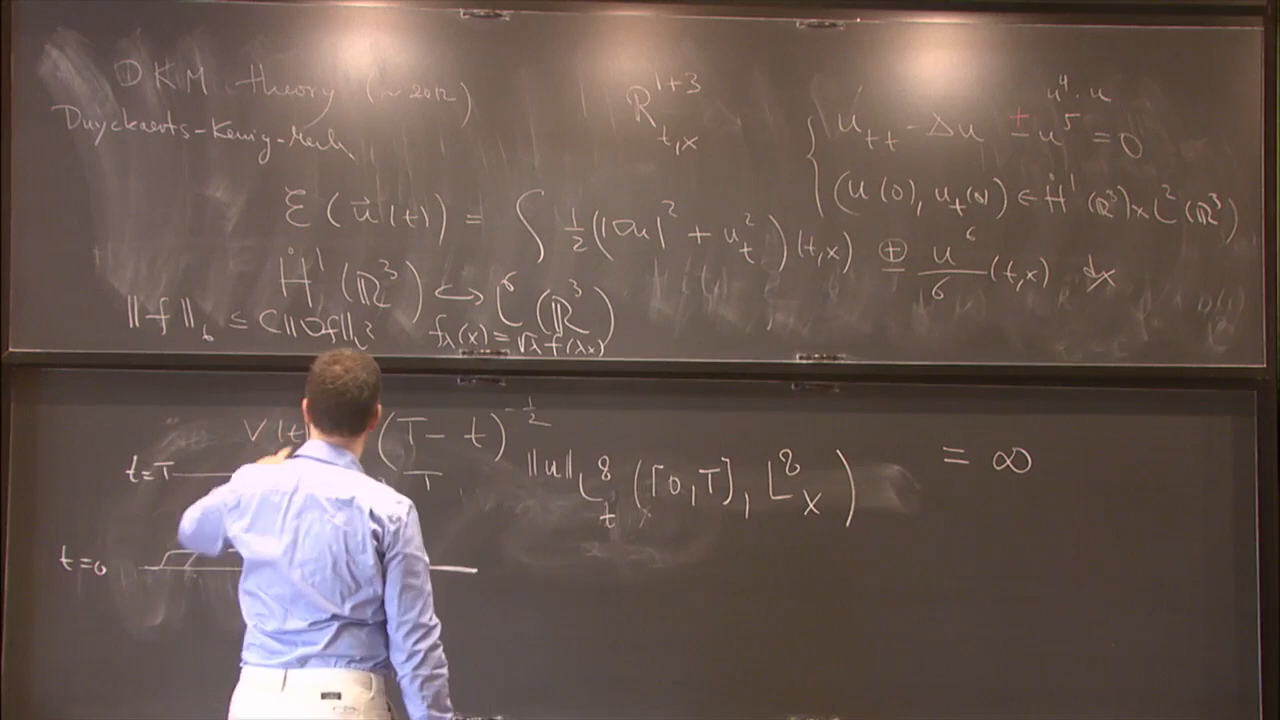 DKM theory (~2012)
Duyckaerts-Kenig-Merle
ℝ^{1+3}_{t,x}
u^4 · u
{ u_{tt} - Δu ± u^5 = 0
(u(0), u_t(0)) ∈ Ḣ^1(ℝ^3) × L^2(ℝ^3)
ℰ(u⃗(t)) = ∫ 1/2 (|∇u|^2 + u_t^2)(t,x) ± u^6/6 (t,x) dx
Ḣ^1(ℝ^3) ↪ L^6(ℝ^3)
‖f‖_6 ≤ C‖∇f‖_2 f_λ(x) = √λ f(λx)
v(t (T - t)^{-1/2}
t=T T
‖u‖ L^8_t ([0,T], L^8_x) = ∞
t=0